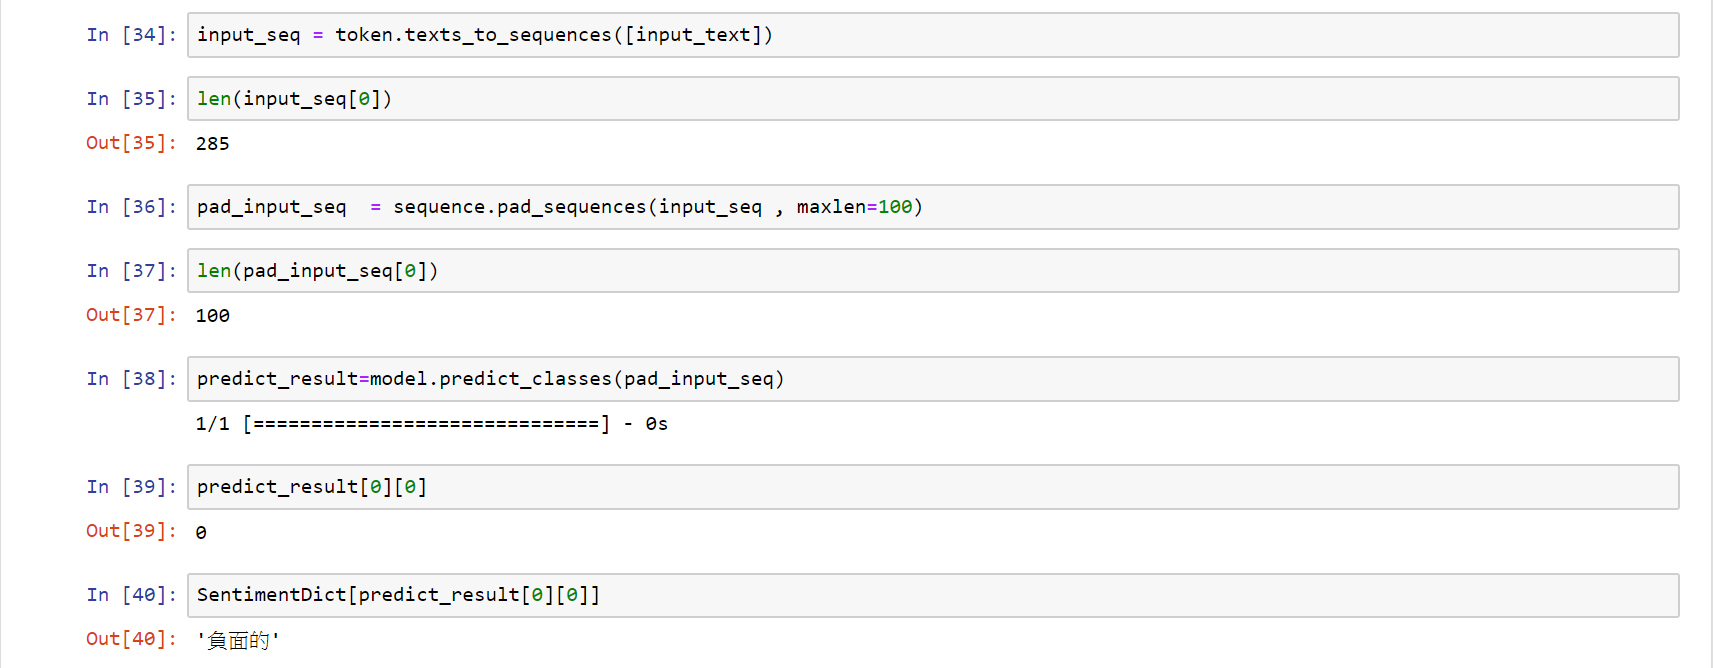 In [34]: input_seq = token.texts_to_sequences([input_text])
In [35]: len(input_seq[0])
Out[35]: 285
In [36]: pad_input_seq  = sequence.pad_sequences(input_seq , maxlen=100)
In [37]: len(pad_input_seq[0])
Out[37]: 100
In [38]: predict_result=model.predict_classes(pad_input_seq)
1/1 [==============================] - 0s
In [39]: predict_result[0][0]
Out[39]: 0
In [40]: SentimentDict[predict_result[0][0]]
Out[40]: '負面的'